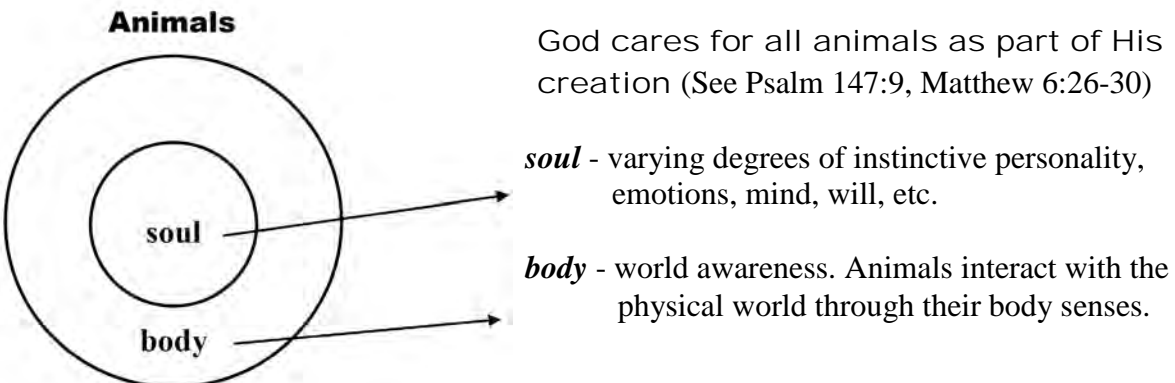 Animals
God cares for all animals as part of His
creation (See Psalm 147:9, Matthew 6:26-30)
soul - varying degrees of instinctive personality,
emotions, mind, will, etc.
soul
body - world awareness. Animals interact with the
physical world through their body senses.
body